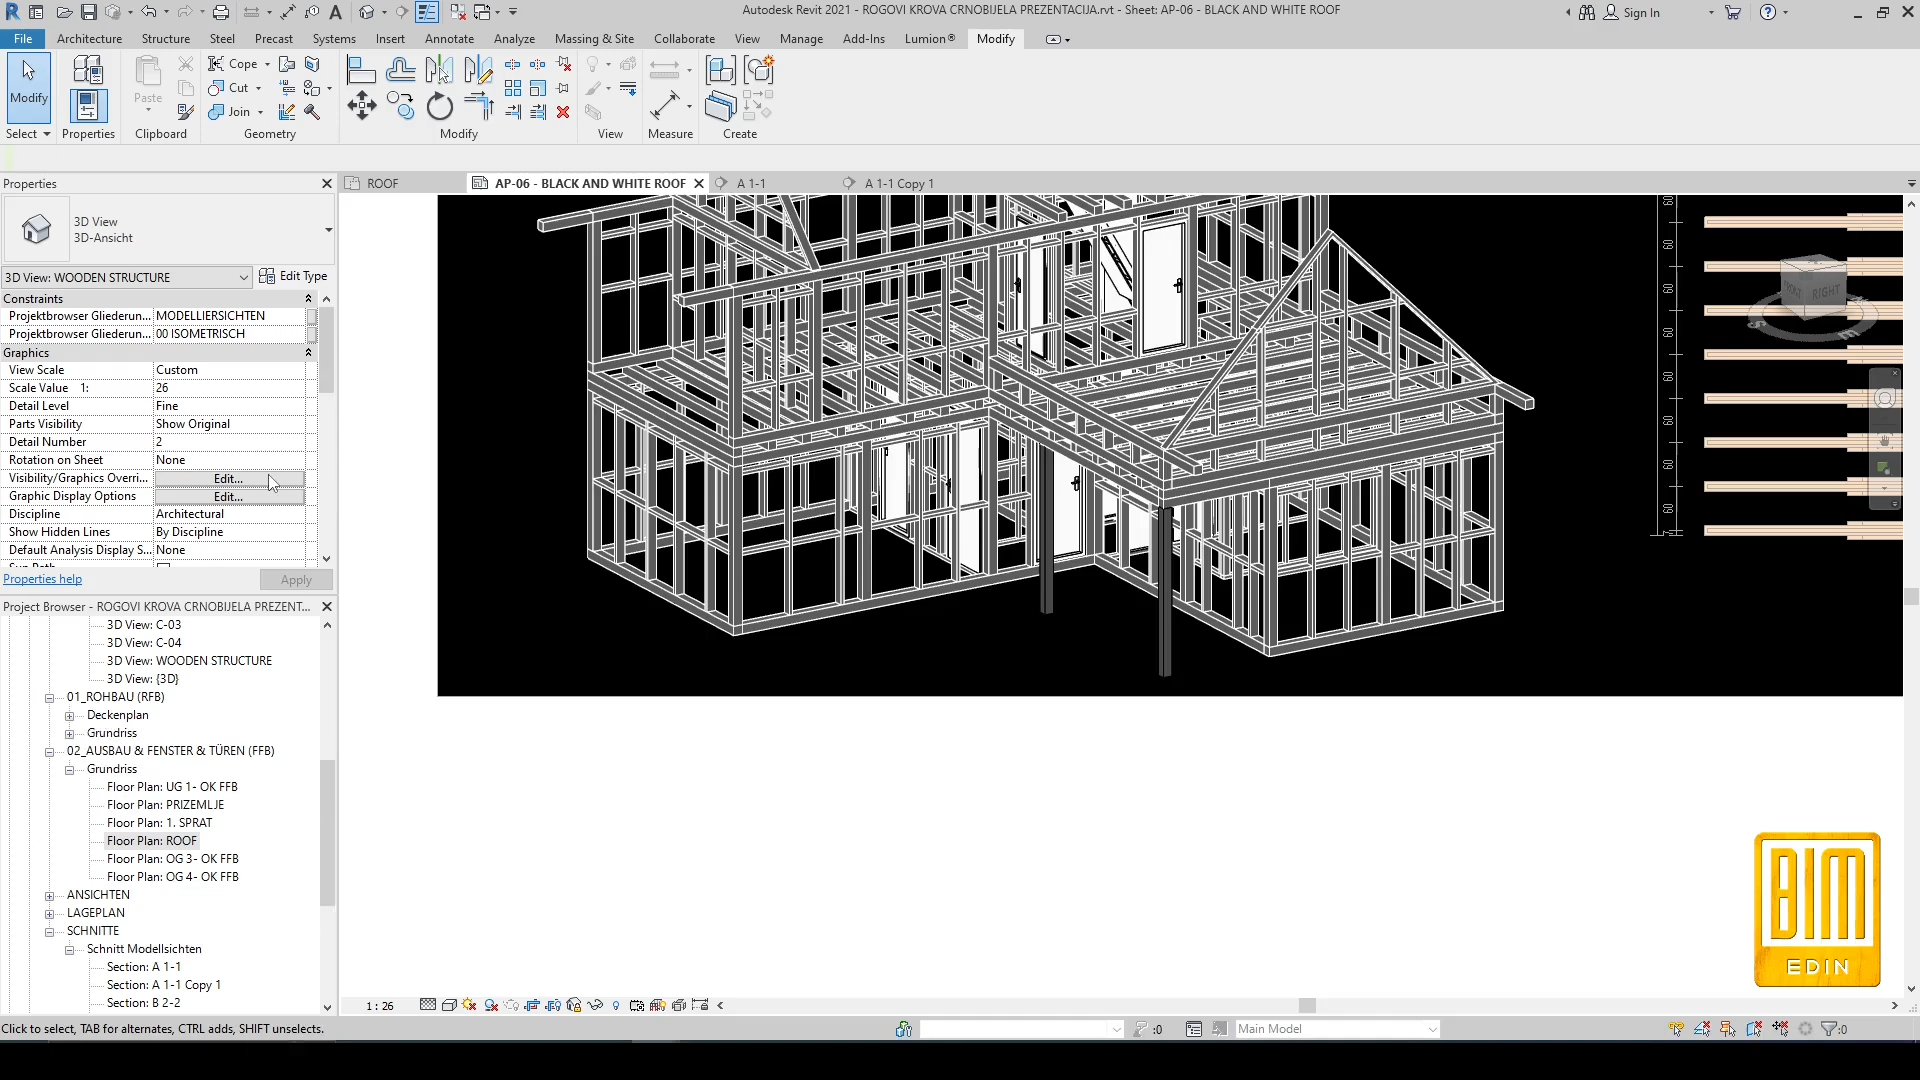 Autodesk Revit 2021 - ROGOVI KROVA CRNOBIJELA PREZENTACIJA.rvt - Sheet: AP-06 - BLACK AND WHITE ROOF
Sign In
File Architecture Structure Steel Precast Systems Insert Annotate Analyze Massing & Site Collaborate View Manage Add-Ins Lumion® Modify
Modify
Paste
Cope
Cut
Join
Select Properties Clipboard Geometry Modify View Measure Create
Properties
ROOF
AP-06 - BLACK AND WHITE ROOF
A 1-1
A 1-1 Copy 1
3D View
3D-Ansicht
3D View: WOODEN STRUCTURE
Edit Type
Constraints
Projektbrowser Gliederun... MODELLIERSICHTEN
Projektbrowser Gliederun... 00 ISOMETRISCH
Graphics
View Scale Custom
Scale Value 1: 26
Detail Level Fine
Parts Visibility Show Original
Detail Number 2
Rotation on Sheet None
Visibility/Graphics Overri... Edit...
Graphic Display Options Edit...
Discipline Architectural
Show Hidden Lines By Discipline
Default Analysis Display S... None
Properties help
Apply
Project Browser - ROGOVI KROVA CRNOBIJELA PREZENT...
3D View: C-03
3D View: C-04
3D View: WOODEN STRUCTURE
3D View: {3D}
01_ROHBAU (RFB)
Deckenplan
Grundriss
02_AUSBAU & FENSTER & TÜREN (FFB)
Grundriss
Floor Plan: UG 1- OK FFB
Floor Plan: PRIZEMLJE
Floor Plan: 1. SPRAT
Floor Plan: ROOF
Floor Plan: OG 3- OK FFB
Floor Plan: OG 4- OK FFB
ANSICHTEN
LAGEPLAN
SCHNITTE
Schnitt Modellsichten
Section: A 1-1
Section: A 1-1 Copy 1
Section: B 2-2
60
60
60
60
60
60
60
60
RIGHT
BIM
EDIN
1 : 26
Click to select, TAB for alternates, CTRL adds, SHIFT unselects.
:0
Main Model
:0